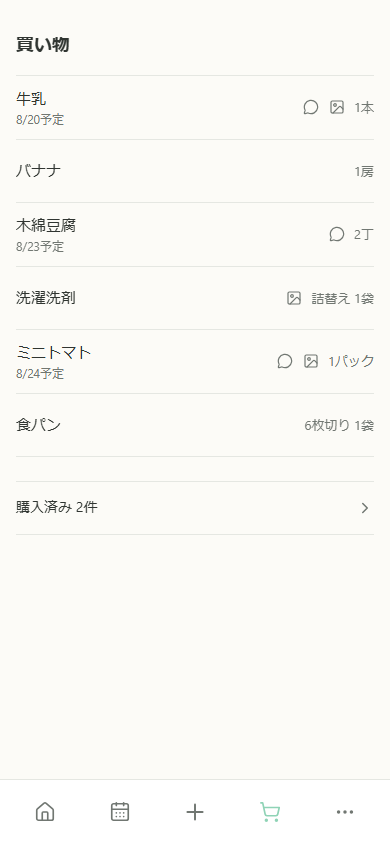 買い物
牛乳
8/20予定
1本
バナナ
1房
木綿豆腐
8/23予定
2丁
洗濯洗剤
詰替え 1袋
ミニトマト
8/24予定
1パック
食パン
6枚切り 1袋
購入済み 2件